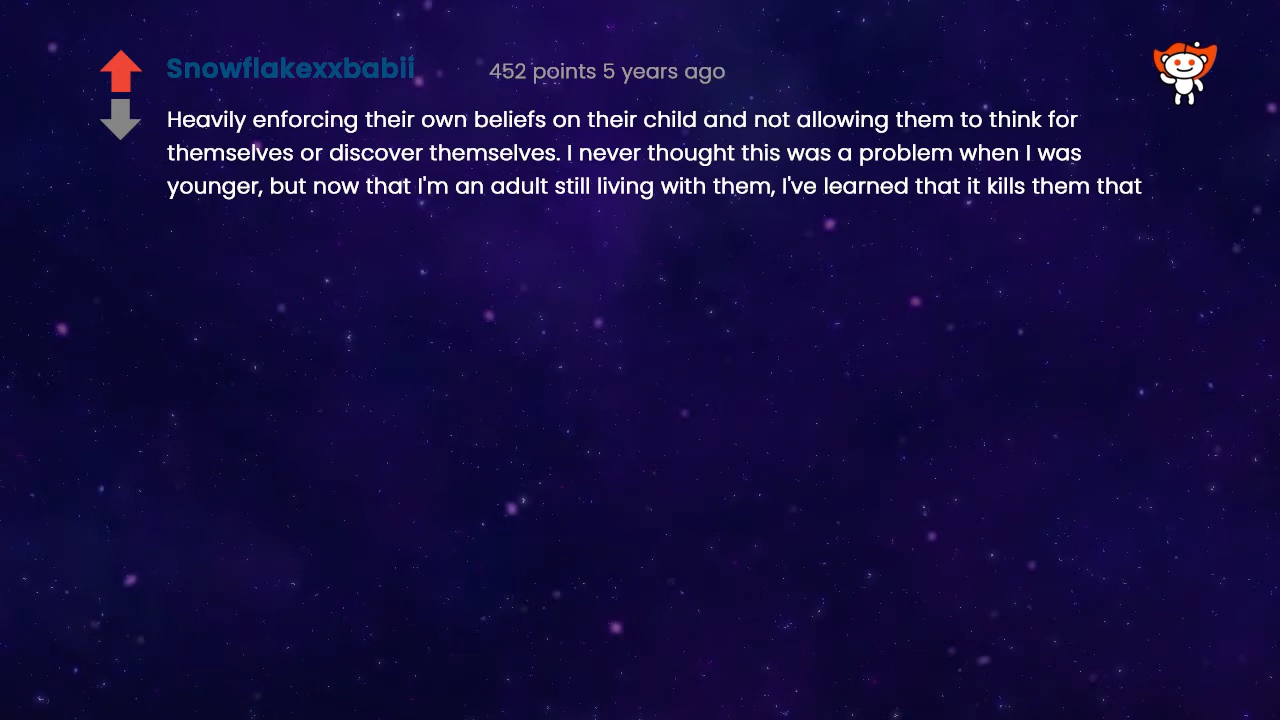 Snowflakexxbabii 452 points 5 years ago
Heavily enforcing their own beliefs on their child and not allowing them to think for
themselves or discover themselves. I never thought this was a problem when I was
younger, but now that I'm an adult still living with them, I've learned that it kills them that